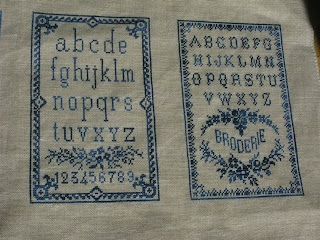 abcde
fghijklm
nopqrs
tuvxyz
123456789
ABCDEFG
HIJKLMN
OPQRSTU
VWXYZ
BRODERIE